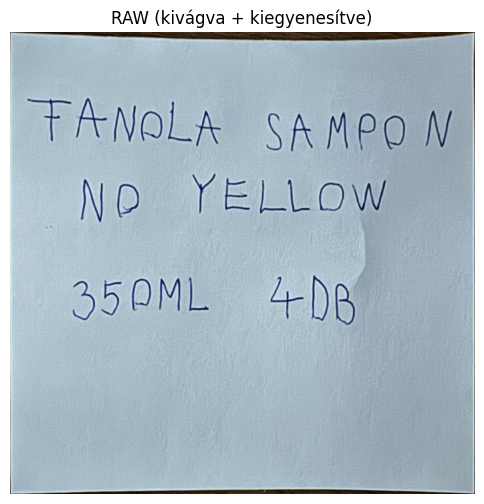 RAW (kivágva + kiegyenesítve)
FANOLA SAMPON
NO YELLOW
350ML 4DB